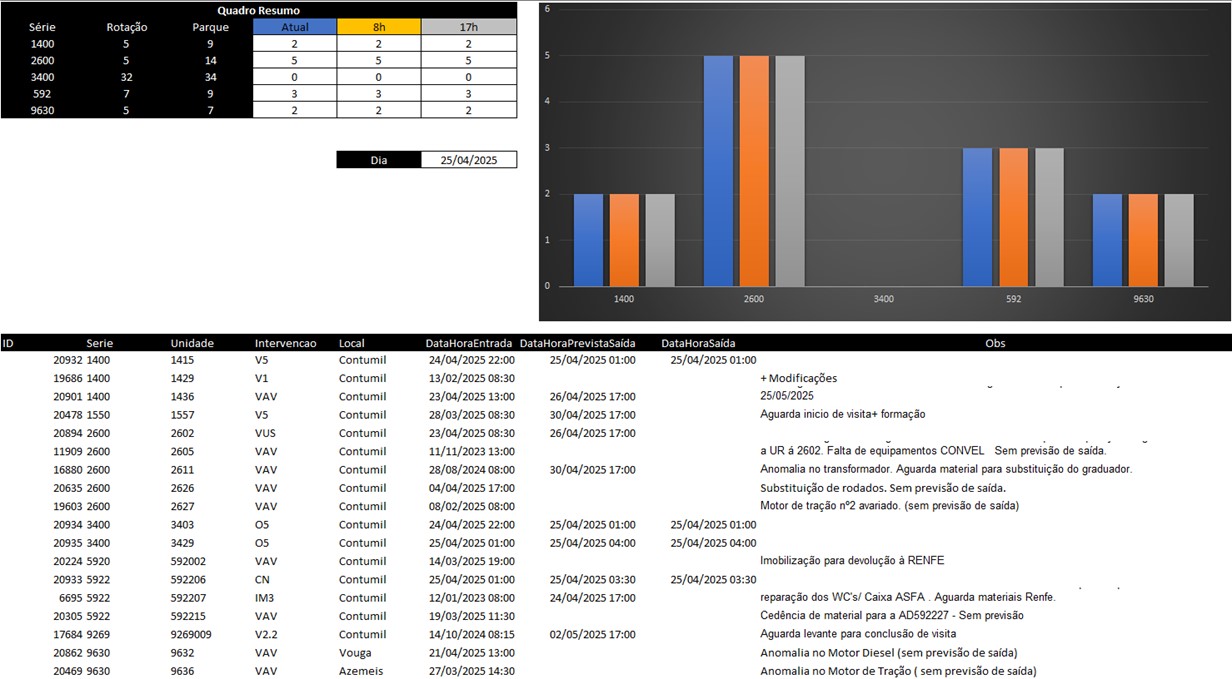 Quadro Resumo
Série Rotação Parque Atual 8h 17h
1400 5 9 2 2 2
2600 5 14 5 5 5
3400 32 34 0 0 0
592 7 9 3 3 3
9630 5 7 2 2 2
Dia 25/04/2025
6
5
4
3
2
1
0
1400 2600 3400 592 9630
ID Serie Unidade Intervencao Local DataHoraEntrada DataHoraPrevistaSaída DataHoraSaída Obs
20932 1400 1415 V5 Contumil 24/04/2025 22:00 25/04/2025 01:00 25/04/2025 01:00
19686 1400 1429 V1 Contumil 13/02/2025 08:30 + Modificações
20901 1400 1436 VAV Contumil 23/04/2025 13:00 26/04/2025 17:00 25/05/2025
20478 1550 1557 V5 Contumil 28/03/2025 08:30 30/04/2025 17:00 Aguarda inicio de visita+ formação
20894 2600 2602 VUS Contumil 23/04/2025 08:30 26/04/2025 17:00
11909 2600 2605 VAV Contumil 11/11/2023 13:00 a UR á 2602. Falta de equipamentos CONVEL Sem previsão de saída.
16880 2600 2611 VAV Contumil 28/08/2024 08:00 30/04/2025 17:00 Anomalia no transformador. Aguarda material para substituição do graduador.
20635 2600 2626 VAV Contumil 04/04/2025 17:00 Substituição de rodados. Sem previsão de saída.
19603 2600 2627 VAV Contumil 08/02/2025 08:00 Motor de tração nº2 avariado. (sem previsão de saída)
20934 3400 3403 O5 Contumil 24/04/2025 22:00 25/04/2025 01:00 25/04/2025 01:00
20935 3400 3429 O5 Contumil 25/04/2025 01:00 25/04/2025 04:00 25/04/2025 04:00
20224 5920 592002 VAV Contumil 14/03/2025 19:00 Imobilização para devolução à RENFE
20933 5922 592206 CN Contumil 25/04/2025 01:00 25/04/2025 03:30 25/04/2025 03:30
6695 5922 592207 IM3 Contumil 12/01/2023 08:00 24/04/2025 17:00 reparação dos WC's/ Caixa ASFA . Aguarda materiais Renfe.
20305 5922 592215 VAV Contumil 19/03/2025 11:30 Cedência de material para a AD592227 - Sem previsão
17684 9269 9269009 V2.2 Contumil 14/10/2024 08:15 02/05/2025 17:00 Aguarda levante para conclusão de visita
20862 9630 9632 VAV Vouga 21/04/2025 13:00 Anomalia no Motor Diesel (sem previsão de saída)
20469 9630 9636 VAV Azemeis 27/03/2025 14:30 Anomalia no Motor de Tração ( sem previsão de saída)